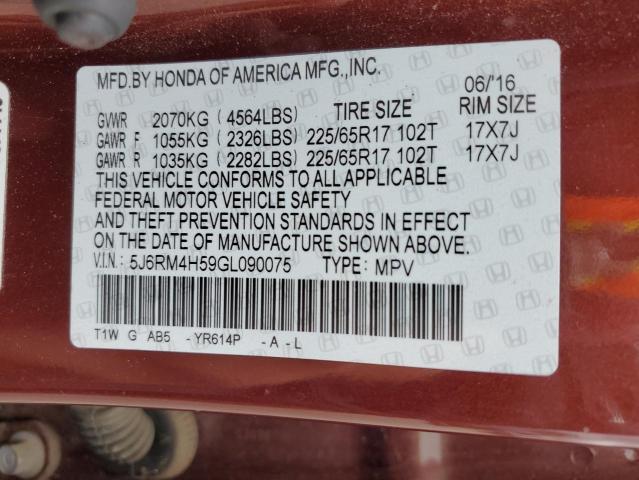 MFD.BY HONDA OF AMERICA MFG.,INC. 06/'16
GVWR 2070KG (4564LBS) TIRE SIZE RIM SIZE
GAWR F 1055KG (2326LBS) 225/65R17 102T 17X7J
GAWR R 1035KG (2282LBS) 225/65R17 102T 17X7J
THIS VEHICLE CONFORMS TO ALL APPLICABLE
FEDERAL MOTOR VEHICLE SAFETY
AND THEFT PREVENTION STANDARDS IN EFFECT
ON THE DATE OF MANUFACTURE SHOWN ABOVE.
V.I.N.: 5J6RM4H59GL090075 TYPE: MPV
T1W G AB5 -YR614P -A-L